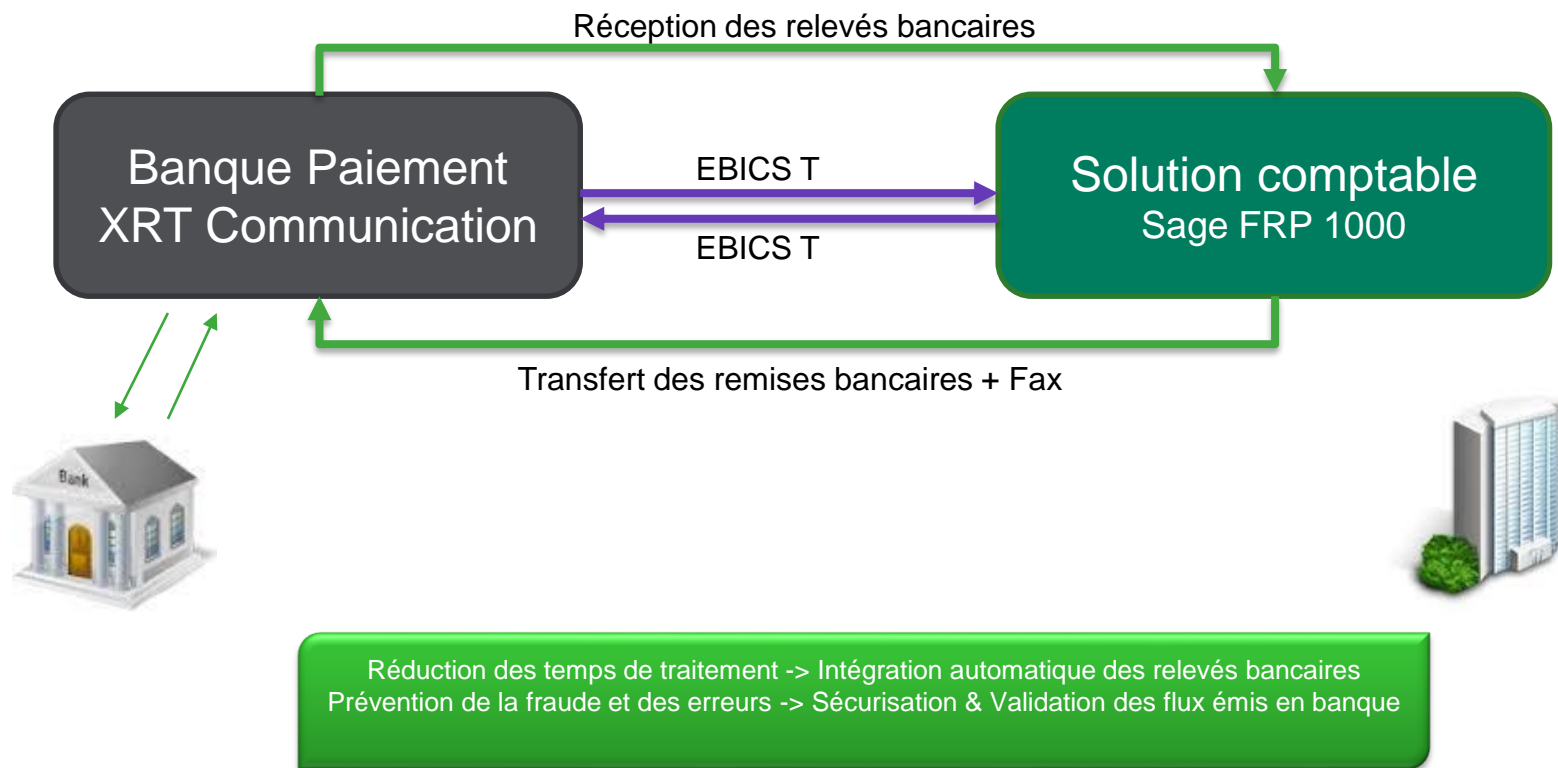 Réception des relevés bancaires
Banque Paiement
XRT Communication
EBICS T
EBICS T
Solution comptable
Sage FRP 1000
Transfert des remises bancaires + Fax
Bank
Réduction des temps de traitement -> Intégration automatique des relevés bancaires
Prévention de la fraude et des erreurs -> Sécurisation & Validation des flux émis en banque